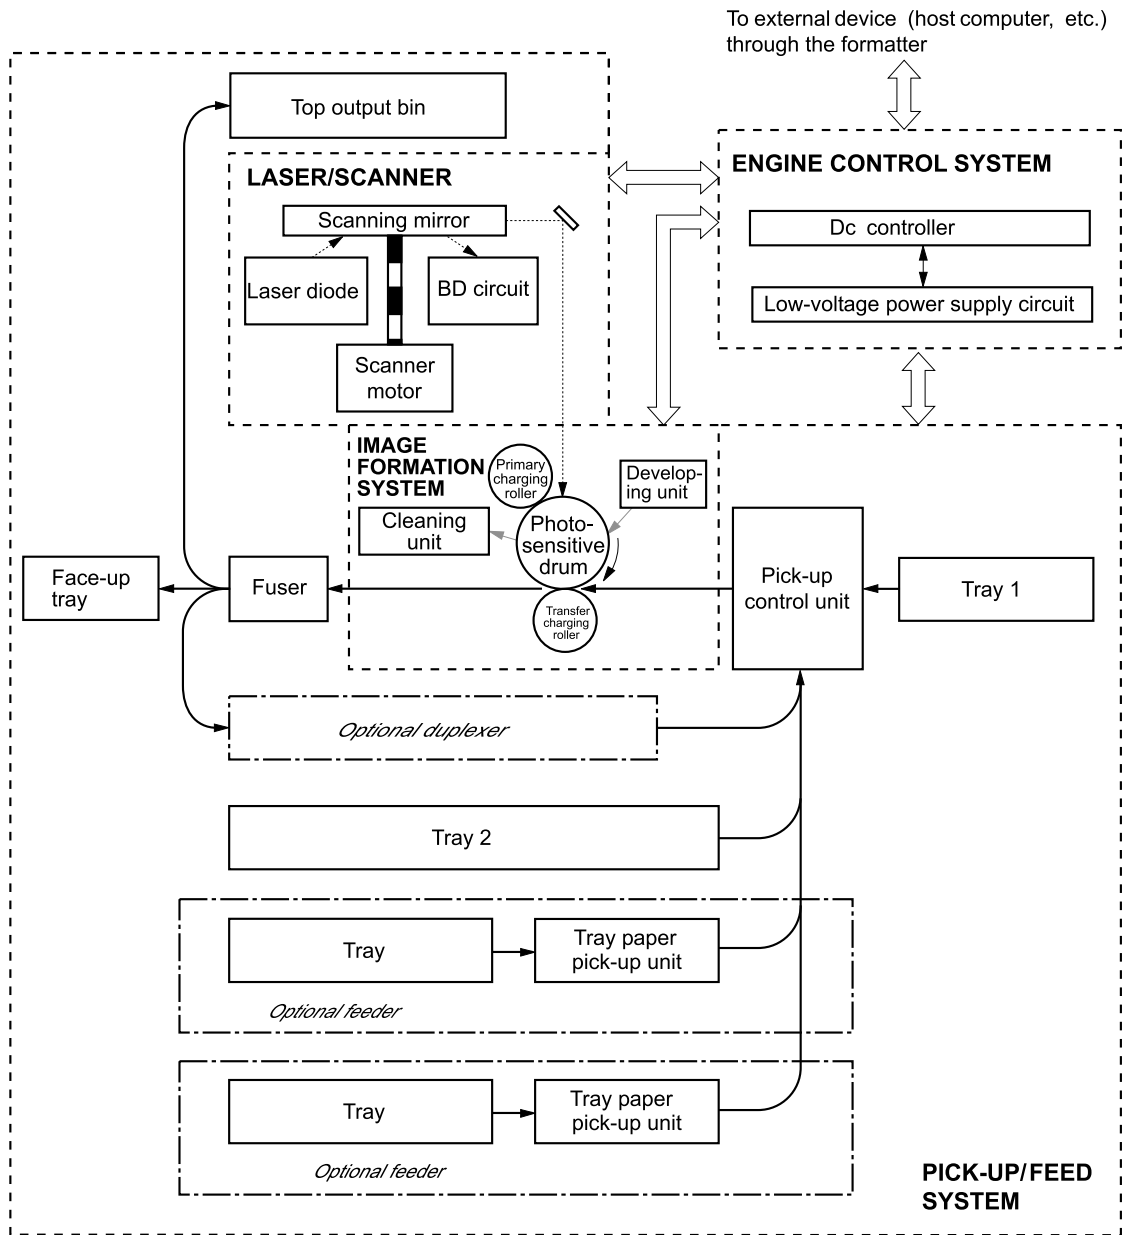 To external device (host computer, etc.)
through the formatter
Top output bin
LASER/SCANNER
ENGINE CONTROL SYSTEM
Scanning mirror
Dc controller
Laser diode
BD circuit
Low-voltage power supply circuit
Scanner
motor
IMAGE
FORMATION
SYSTEM
Primary
charging
roller
Develop-
ing unit
Cleaning
unit
Photo-
sensitive
drum
Face-up
tray
Fuser
Transfer
charging
roller
Pick-up
control unit
Tray 1
Optional duplexer
Tray 2
Tray
Tray paper
pick-up unit
Optional feeder
Tray
Tray paper
pick-up unit
Optional feeder
PICK-UP/FEED
SYSTEM